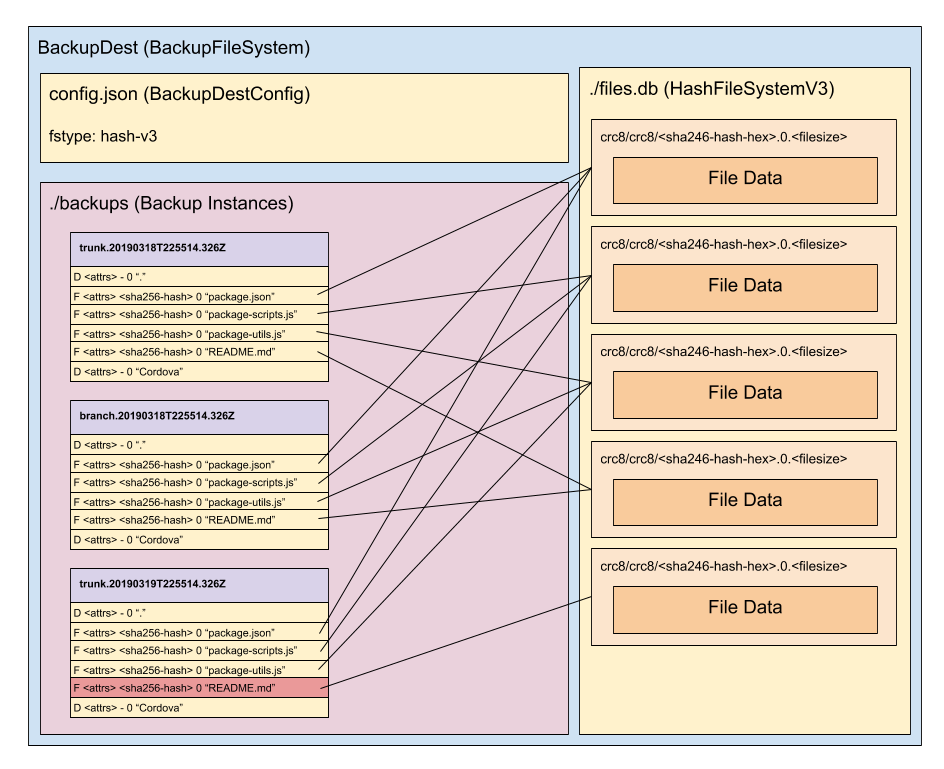 BackupDest (BackupFileSystem)
config.json (BackupDestConfig)
fstype: hash-v3
./backups (Backup Instances)
trunk.20190318T225514.326Z
D <attrs> - 0 “.”
F <attrs> <sha256-hash> 0 “package.json”
F <attrs> <sha256-hash> 0 “package-scripts.js”
F <attrs> <sha256-hash> 0 “package-utils.js”
F <attrs> <sha256-hash> 0 “README.md”
D <attrs> - 0 “Cordova”
branch.20190318T225514.326Z
D <attrs> - 0 “.”
F <attrs> <sha256-hash> 0 “package.json”
F <attrs> <sha256-hash> 0 “package-scripts.js”
F <attrs> <sha256-hash> 0 “package-utils.js”
F <attrs> <sha256-hash> 0 “README.md”
D <attrs> - 0 “Cordova”
trunk.20190319T225514.326Z
D <attrs> - 0 “.”
F <attrs> <sha256-hash> 0 “package.json”
F <attrs> <sha256-hash> 0 “package-scripts.js”
F <attrs> <sha256-hash> 0 “package-utils.js”
F <attrs> <sha256-hash> 0 “README.md”
D <attrs> - 0 “Cordova”
./files.db (HashFileSystemV3)
crc8/crc8/<sha246-hash-hex>.0.<filesize>
File Data
crc8/crc8/<sha246-hash-hex>.0.<filesize>
File Data
crc8/crc8/<sha246-hash-hex>.0.<filesize>
File Data
crc8/crc8/<sha246-hash-hex>.0.<filesize>
File Data
crc8/crc8/<sha246-hash-hex>.0.<filesize>
File Data